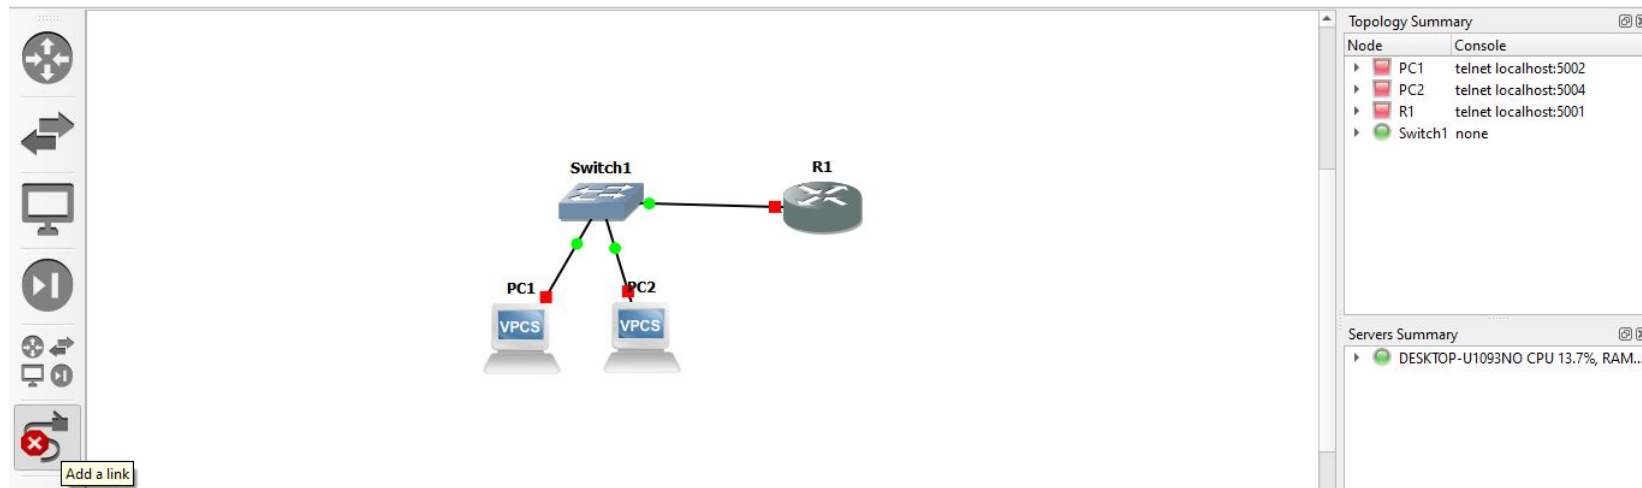 Topology Summary
Node Console
PC1 telnet localhost:5002
PC2 telnet localhost:5004
R1 telnet localhost:5001
Switch1 none
Switch1
R1
PC1
PC2
VPCS
VPCS
Servers Summary
DESKTOP-U1093NO CPU 13.7%, RAM...
Add a link